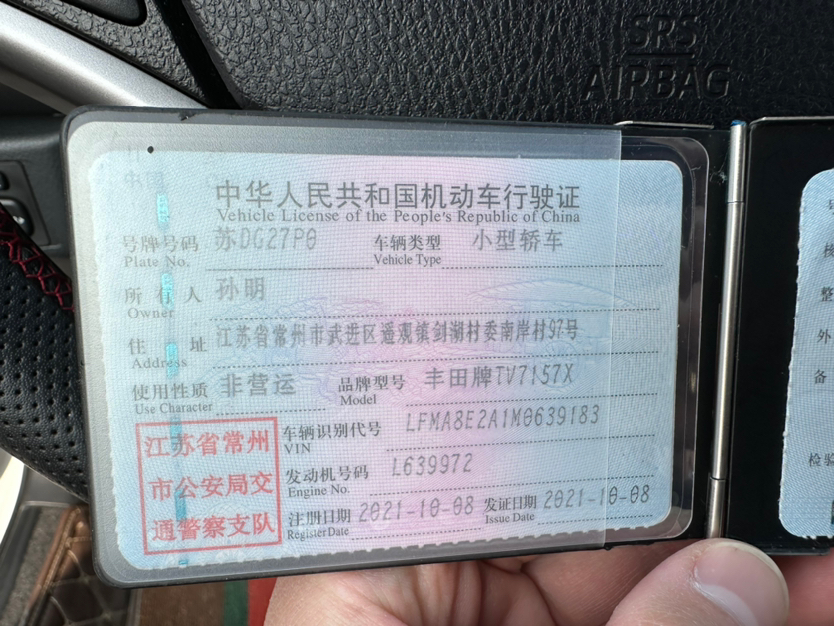 SRS
AIRBAG
中华人民共和国机动车行驶证
Vehicle License of the People's Republic of China
号牌号码 苏DG27P0 车辆类型 小型轿车
Plate No. Vehicle Type
所有人 孙明
Owner
住址 江苏省常州市武进区遥观镇剑湖村委南岸村97号
Address
使用性质 非营运 品牌型号 丰田牌TV7157X
Use Character Model
江苏省常州
市公安局交
通警察支队
车辆识别代号 LFMA8E2A1M0639183
VIN
发动机号码 L639972
Engine No.
注册日期 2021-10-08 发证日期 2021-10-08
Register Date Issue Date
备
检验